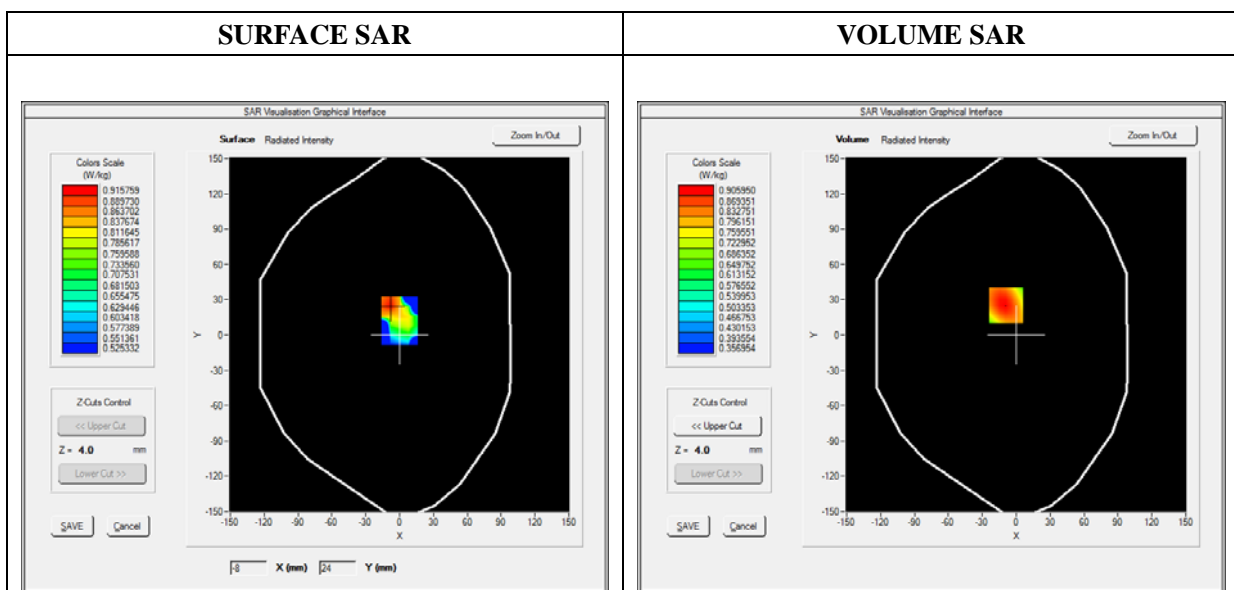 SURFACE SAR
VOLUME SAR
SAR Visualisation Graphical Interface
Surface Radiated Intensity
Zoom In/Out
Colors Scale
(W/kg)
0.915759
0.889730
0.863702
0.837674
0.811645
0.785617
0.759588
0.733560
0.707531
0.681503
0.655475
0.629446
0.603418
0.577389
0.551361
0.525332
Z-Cuts Control
<< Upper Cut
Z = 4.0 mm
Lower Cut >>
SAVE Cancel
150
120
90
60
30
0
-30
-60
-90
-120
-150
Y
-150 -120 -90 -60 -30 0 30 60 90 120 150
X
-8 X (mm) 24 Y (mm)
SAR Visualisation Graphical Interface
Volume Radiated Intensity
Zoom In/Out
Colors Scale
(W/kg)
0.905950
0.869351
0.832751
0.796151
0.759551
0.722952
0.686352
0.649752
0.613152
0.576552
0.539953
0.503353
0.466753
0.430153
0.393554
0.356954
Z-Cuts Control
<< Upper Cut
Z = 4.0 mm
Lower Cut >>
SAVE Cancel
150
120
90
60
30
0
-30
-60
-90
-120
-150
Y
-150 -120 -90 -60 -30 0 30 60 90 120 150
X